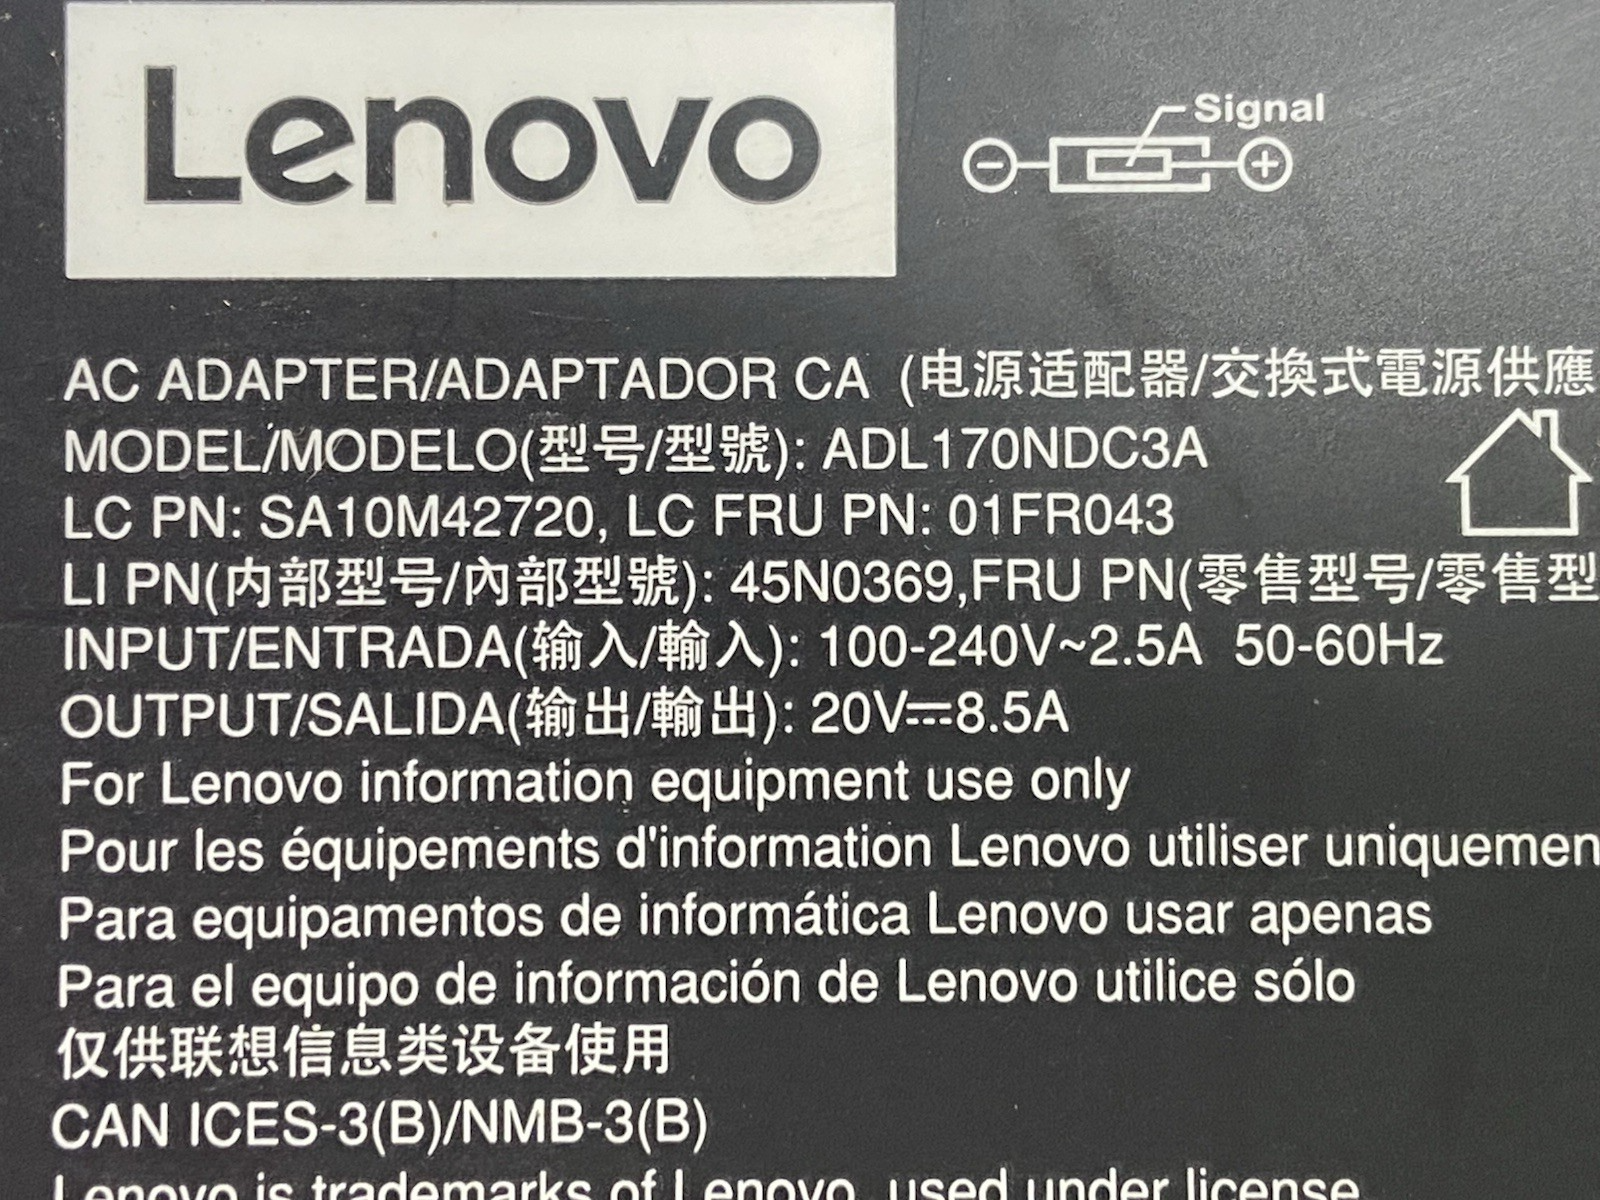 Lenovo
Signal
AC ADAPTER/ADAPTADOR CA (电源适配器/交换式電源供應
MODEL/MODELO(型号/型號): ADL170NDC3A
LC PN: SA10M42720, LC FRU PN: 01FR043
LI PN(内部型号/內部型號): 45N0369,FRU PN(零售型号/零售型
INPUT/ENTRADA(输入/輸入): 100-240V~2.5A 50-60Hz
OUTPUT/SALIDA(输出/輸出): 20V⎓8.5A
For Lenovo information equipment use only
Pour les équipements d'information Lenovo utiliser uniquemen
Para equipamentos de informática Lenovo usar apenas
Para el equipo de información de Lenovo utilice sólo
仅供联想信息类设备使用
CAN ICES-3(B)/NMB-3(B)
Lenovo is trademarks of Lenovo, used under license